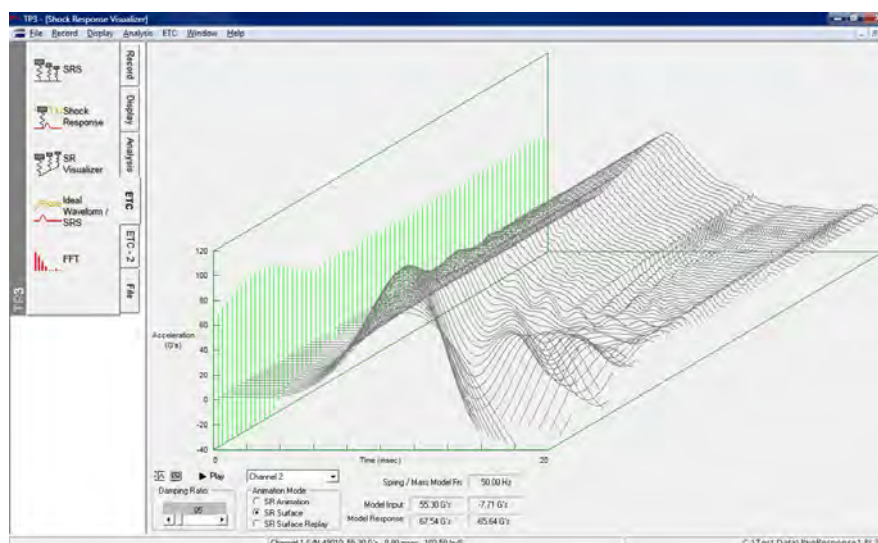 TP3 - [Shock Response Visualizer]
File Record Display Analysis ETC Window Help
SRS
Shock
Response
SR
Visualizer
Ideal
Waveform /
SRS
FFT
Record
Display
Analysis
ETC
ETC - 2
File
TP3
120
100
80
60
40
20
0
-20
-40
Acceleration
(G's)
0
Time (msec)
20
Play
Channel 2
Spring / Mass Model Fn
50.00 Hz
Damping Ratio:
.05
Animation Mode:
SR Animation
SR Surface
SR Surface Replay
Model Input
55.30 G's
-7.71 G's
Model Response
67.54 G's
-65.64 G's